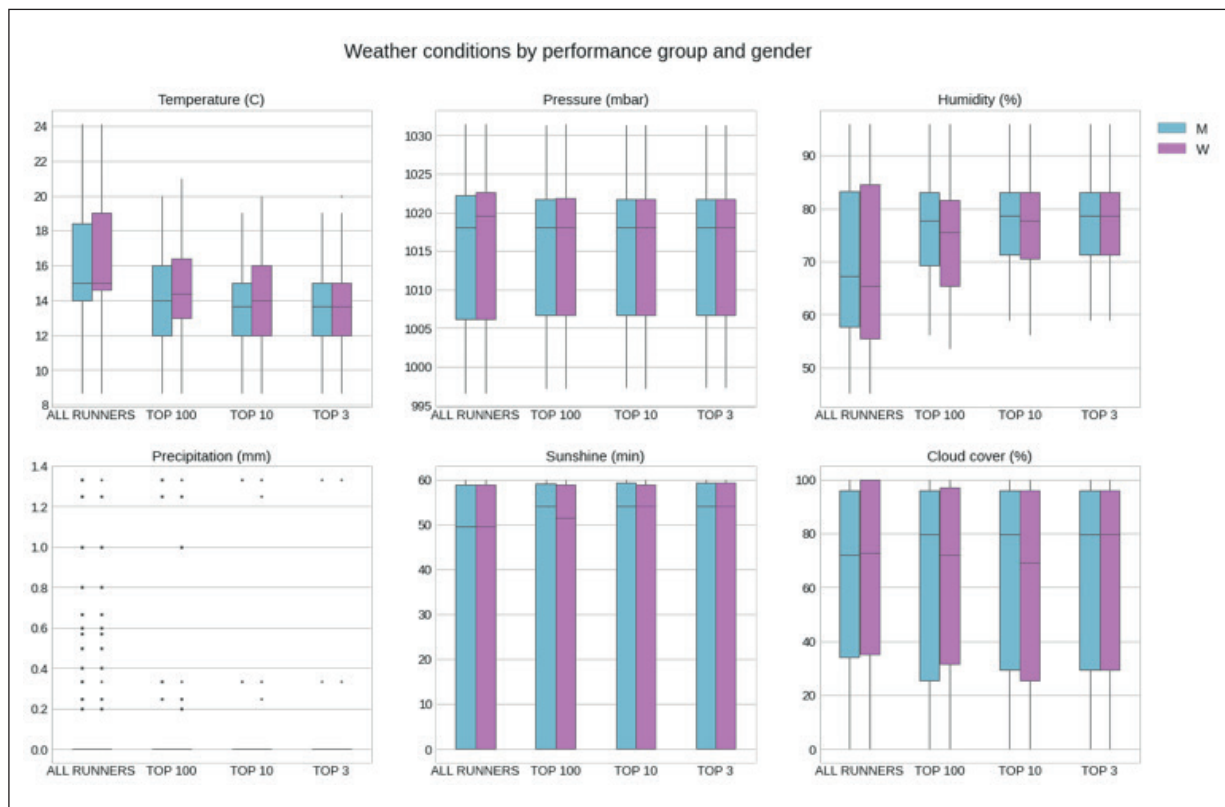 Weather conditions by performance group and gender
Temperature (C)
24
22
20
18
16
14
12
10
8
ALL RUNNERS TOP 100 TOP 10 TOP 3
Pressure (mbar)
1030
1025
1020
1015
1010
1005
1000
995
ALL RUNNERS TOP 100 TOP 10 TOP 3
Humidity (%)
90
80
70
60
50
ALL RUNNERS TOP 100 TOP 10 TOP 3
M
W
Precipitation (mm)
1.4
1.2
1.0
0.8
0.6
0.4
0.2
0.0
ALL RUNNERS TOP 100 TOP 10 TOP 3
Sunshine (min)
60
50
40
30
20
10
0
ALL RUNNERS TOP 100 TOP 10 TOP 3
Cloud cover (%)
100
80
60
40
20
0
ALL RUNNERS TOP 100 TOP 10 TOP 3